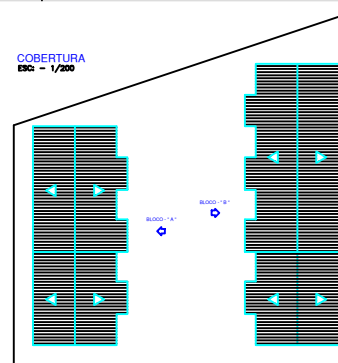 COBERTURA
ESC: - 1/200
BLOCO - "B"
BLOCO - "A"